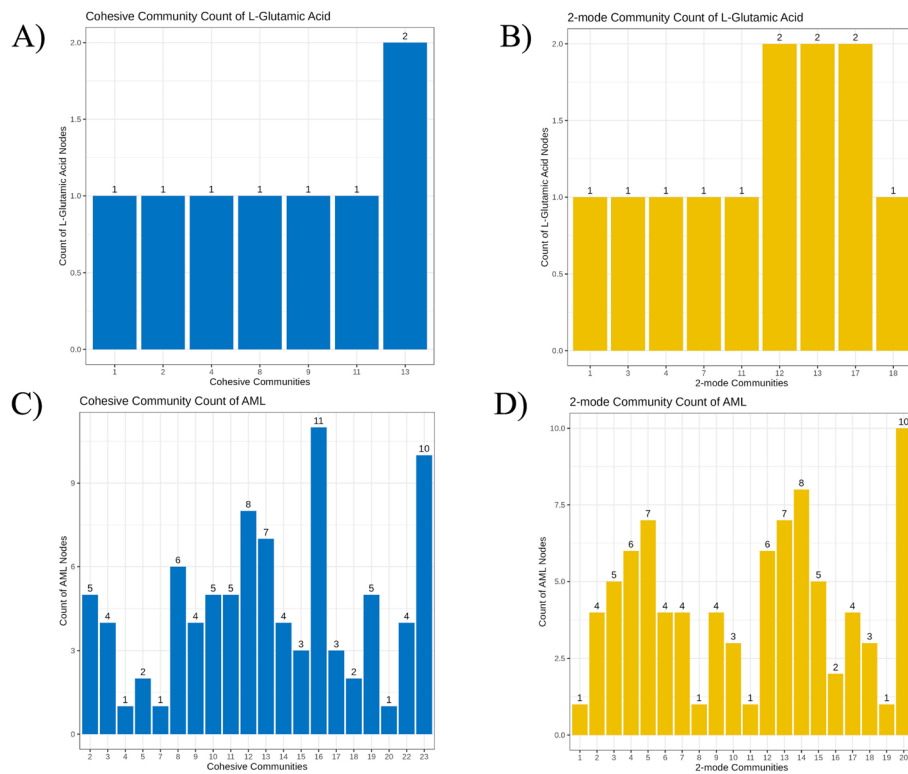 A)
Cohesive Community Count of L-Glutamic Acid
Count of L-Glutamic Acid Nodes
2.0
1.5
1.0
0.5
0.0
1 1 1 1 1 1 2
1 2 4 8 9 11 13
Cohesive Communities
B)
2-mode Community Count of L-Glutamic Acid
Count of L-Glutamic Acid Nodes
2.0
1.5
1.0
0.5
0.0
1 1 1 1 1 2 2 2 1
1 3 4 7 11 12 13 17 18
2-mode Communities
C)
Cohesive Community Count of AML
Count of AML Nodes
9
6
3
0
5 4 1 2 1 6 4 5 5 8 7 4 3 11 3 2 5 1 4 10
2 3 4 5 7 8 9 10 11 12 13 14 15 16 17 18 19 20 22 23
Cohesive Communities
D)
2-mode Community Count of AML
Count of AML Nodes
10.0
7.5
5.0
2.5
0.0
1 4 5 6 7 4 4 1 4 3 1 6 7 8 5 2 4 3 1 10
1 2 3 4 5 6 7 8 9 10 11 12 13 14 15 16 17 18 19 20
2-mode Communities